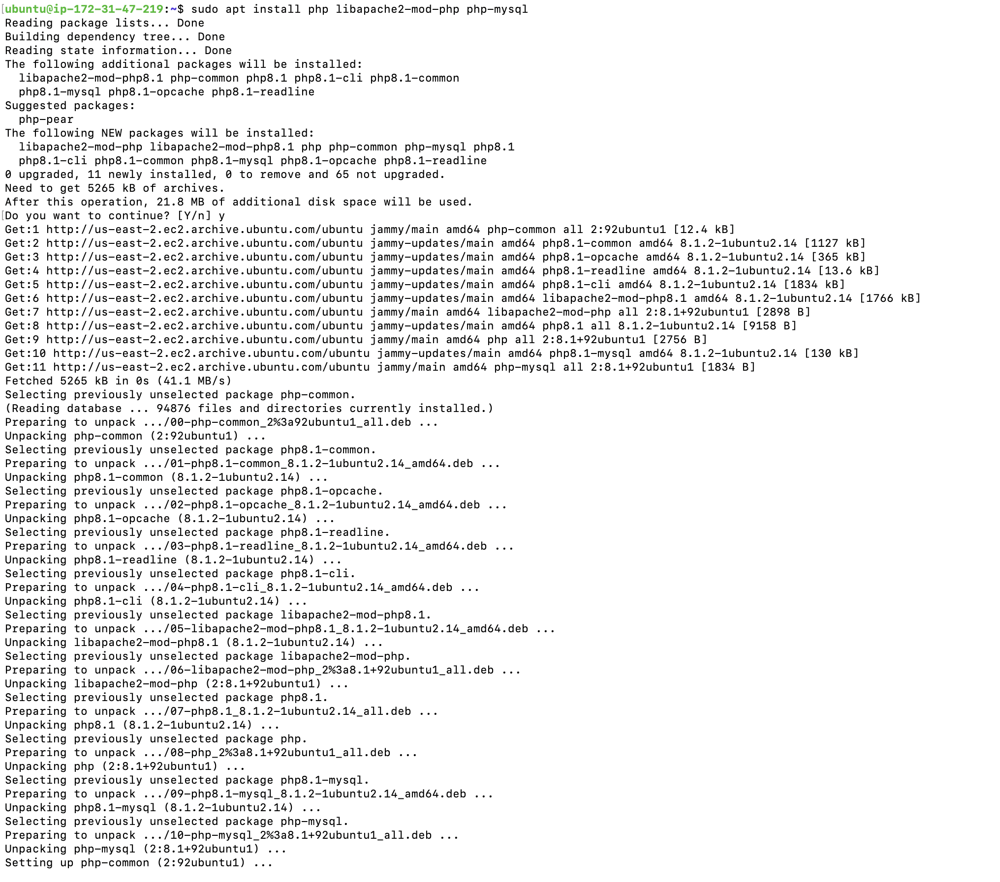 ubuntu@ip-172-31-47-219:~$ sudo apt install php libapache2-mod-php php-mysql
Reading package lists... Done
Building dependency tree... Done
Reading state information... Done
The following additional packages will be installed:
  libapache2-mod-php8.1 php-common php8.1 php8.1-cli php8.1-common
  php8.1-mysql php8.1-opcache php8.1-readline
Suggested packages:
  php-pear
The following NEW packages will be installed:
  libapache2-mod-php libapache2-mod-php8.1 php php-common php-mysql php8.1
  php8.1-cli php8.1-common php8.1-mysql php8.1-opcache php8.1-readline
0 upgraded, 11 newly installed, 0 to remove and 65 not upgraded.
Need to get 5265 kB of archives.
After this operation, 21.8 MB of additional disk space will be used.
Do you want to continue? [Y/n] y
Get:1 http://us-east-2.ec2.archive.ubuntu.com/ubuntu jammy/main amd64 php-common all 2:92ubuntu1 [12.4 kB]
Get:2 http://us-east-2.ec2.archive.ubuntu.com/ubuntu jammy-updates/main amd64 php8.1-common amd64 8.1.2-1ubuntu2.14 [1127 kB]
Get:3 http://us-east-2.ec2.archive.ubuntu.com/ubuntu jammy-updates/main amd64 php8.1-opcache amd64 8.1.2-1ubuntu2.14 [365 kB]
Get:4 http://us-east-2.ec2.archive.ubuntu.com/ubuntu jammy-updates/main amd64 php8.1-readline amd64 8.1.2-1ubuntu2.14 [13.6 kB]
Get:5 http://us-east-2.ec2.archive.ubuntu.com/ubuntu jammy-updates/main amd64 php8.1-cli amd64 8.1.2-1ubuntu2.14 [1834 kB]
Get:6 http://us-east-2.ec2.archive.ubuntu.com/ubuntu jammy-updates/main amd64 libapache2-mod-php8.1 amd64 8.1.2-1ubuntu2.14 [1766 kB]
Get:7 http://us-east-2.ec2.archive.ubuntu.com/ubuntu jammy/main amd64 libapache2-mod-php all 2:8.1+92ubuntu1 [2898 B]
Get:8 http://us-east-2.ec2.archive.ubuntu.com/ubuntu jammy-updates/main amd64 php8.1 all 8.1.2-1ubuntu2.14 [9158 B]
Get:9 http://us-east-2.ec2.archive.ubuntu.com/ubuntu jammy/main amd64 php all 2:8.1+92ubuntu1 [2756 B]
Get:10 http://us-east-2.ec2.archive.ubuntu.com/ubuntu jammy-updates/main amd64 php8.1-mysql amd64 8.1.2-1ubuntu2.14 [130 kB]
Get:11 http://us-east-2.ec2.archive.ubuntu.com/ubuntu jammy/main amd64 php-mysql all 2:8.1+92ubuntu1 [1834 B]
Fetched 5265 kB in 0s (41.1 MB/s)
Selecting previously unselected package php-common.
(Reading database ... 94876 files and directories currently installed.)
Preparing to unpack .../00-php-common_2%3a92ubuntu1_all.deb ...
Unpacking php-common (2:92ubuntu1) ...
Selecting previously unselected package php8.1-common.
Preparing to unpack .../01-php8.1-common_8.1.2-1ubuntu2.14_amd64.deb ...
Unpacking php8.1-common (8.1.2-1ubuntu2.14) ...
Selecting previously unselected package php8.1-opcache.
Preparing to unpack .../02-php8.1-opcache_8.1.2-1ubuntu2.14_amd64.deb ...
Unpacking php8.1-opcache (8.1.2-1ubuntu2.14) ...
Selecting previously unselected package php8.1-readline.
Preparing to unpack .../03-php8.1-readline_8.1.2-1ubuntu2.14_amd64.deb ...
Unpacking php8.1-readline (8.1.2-1ubuntu2.14) ...
Selecting previously unselected package php8.1-cli.
Preparing to unpack .../04-php8.1-cli_8.1.2-1ubuntu2.14_amd64.deb ...
Unpacking php8.1-cli (8.1.2-1ubuntu2.14) ...
Selecting previously unselected package libapache2-mod-php8.1.
Preparing to unpack .../05-libapache2-mod-php8.1_8.1.2-1ubuntu2.14_amd64.deb ...
Unpacking libapache2-mod-php8.1 (8.1.2-1ubuntu2.14) ...
Selecting previously unselected package libapache2-mod-php.
Preparing to unpack .../06-libapache2-mod-php_2%3a8.1+92ubuntu1_all.deb ...
Unpacking libapache2-mod-php (2:8.1+92ubuntu1) ...
Selecting previously unselected package php8.1.
Preparing to unpack .../07-php8.1_8.1.2-1ubuntu2.14_all.deb ...
Unpacking php8.1 (8.1.2-1ubuntu2.14) ...
Selecting previously unselected package php.
Preparing to unpack .../08-php_2%3a8.1+92ubuntu1_all.deb ...
Unpacking php (2:8.1+92ubuntu1) ...
Selecting previously unselected package php8.1-mysql.
Preparing to unpack .../09-php8.1-mysql_8.1.2-1ubuntu2.14_amd64.deb ...
Unpacking php8.1-mysql (8.1.2-1ubuntu2.14) ...
Selecting previously unselected package php-mysql.
Preparing to unpack .../10-php-mysql_2%3a8.1+92ubuntu1_all.deb ...
Unpacking php-mysql (2:8.1+92ubuntu1) ...
Setting up php-common (2:92ubuntu1) ...